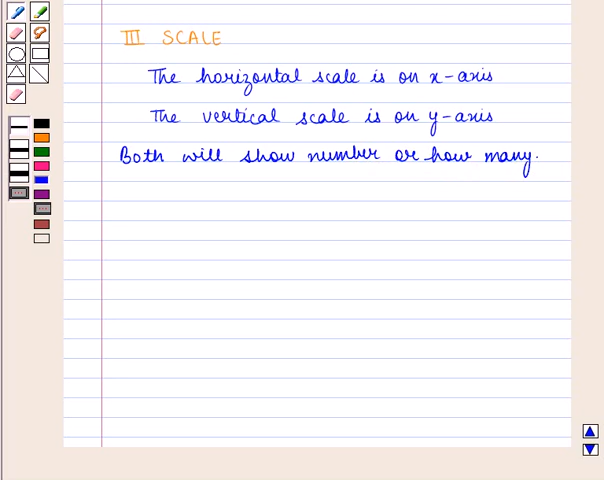 III SCALE
The horizontal scale is on x-axis
The vertical scale is on y-axis
Both will show number or how many.